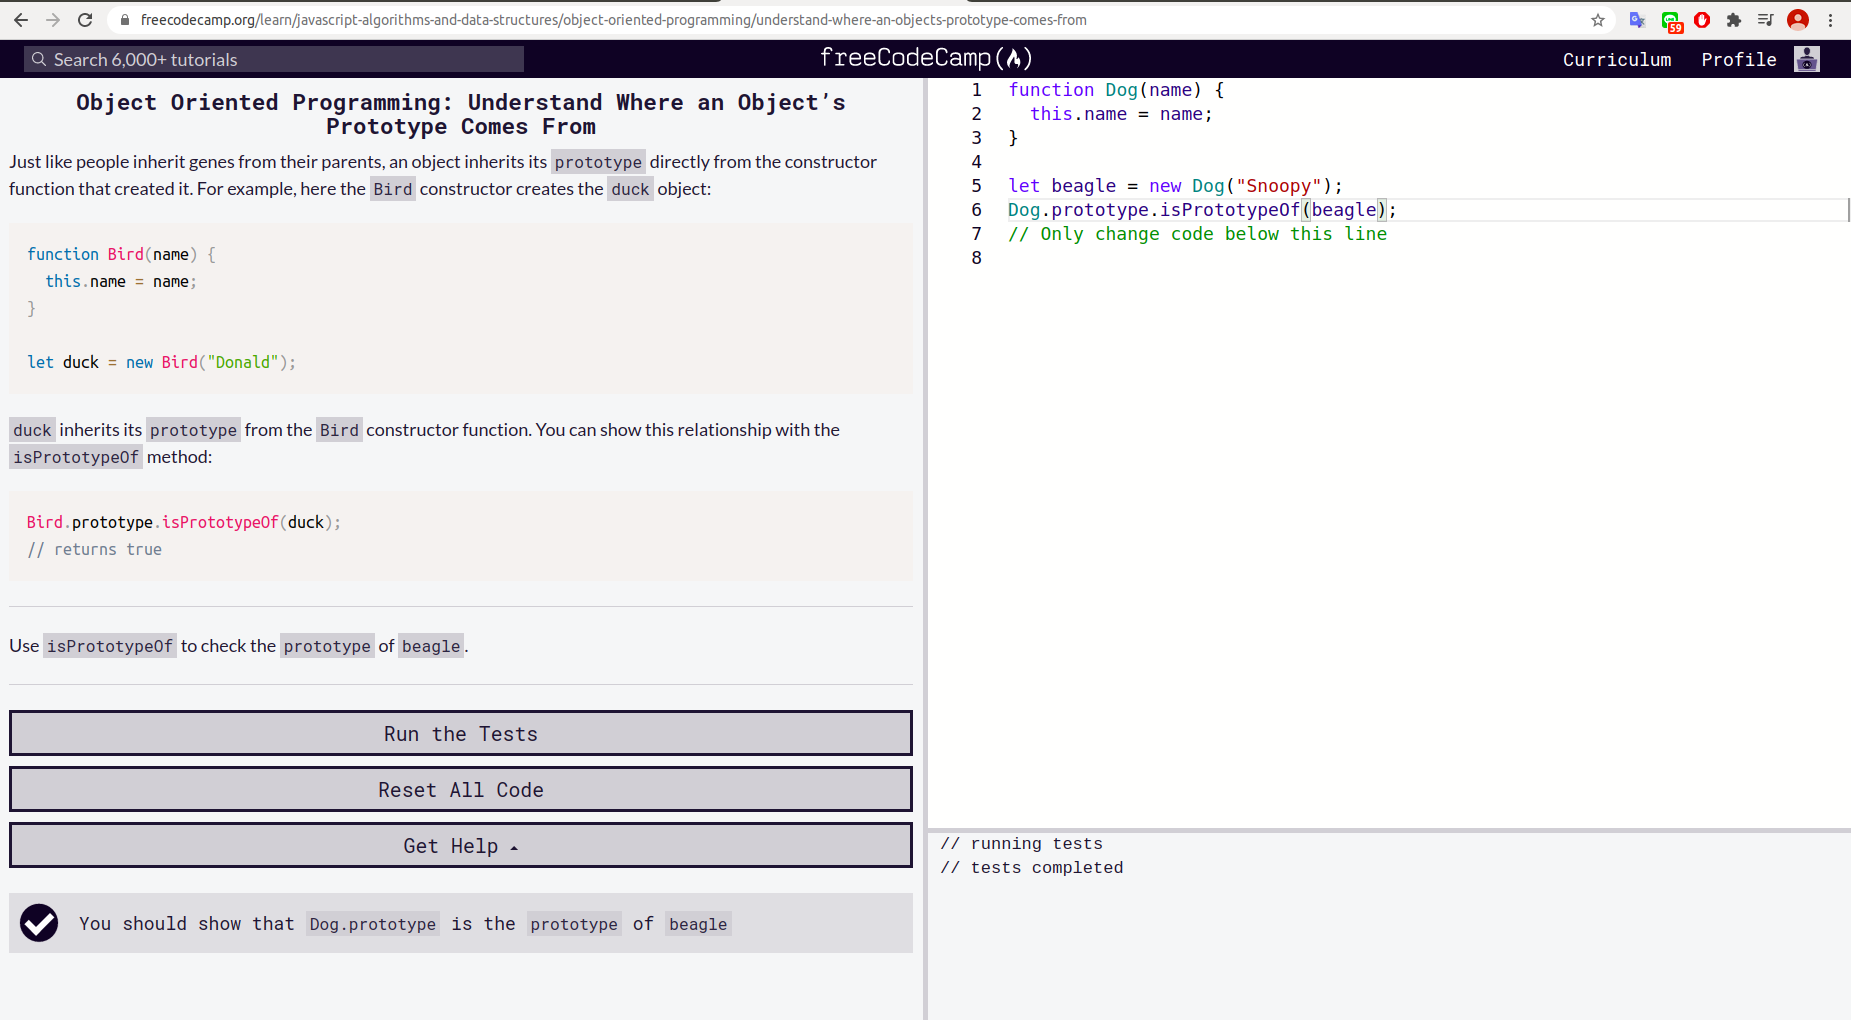 freecodecamp.org/learn/javascript-algorithms-and-data-structures/object-oriented-programming/understand-where-an-objects-prototype-comes-from
59
Search 6,000+ tutorials
freeCodeCamp
Curriculum
Profile
Object Oriented Programming: Understand Where an Object’s
Prototype Comes From
Just like people inherit genes from their parents, an object inherits its prototype directly from the constructor
function that created it. For example, here the Bird constructor creates the duck object:
function Bird(name) {
  this.name = name;
}
let duck = new Bird("Donald");
duck inherits its prototype from the Bird constructor function. You can show this relationship with the
isPrototypeOf method:
Bird.prototype.isPrototypeOf(duck);
// returns true
Use isPrototypeOf to check the prototype of beagle.
Run the Tests
Reset All Code
Get Help
You should show that Dog.prototype is the prototype of beagle
1 function Dog(name) {
2   this.name = name;
3 }
4
5 let beagle = new Dog("Snoopy");
6 Dog.prototype.isPrototypeOf(beagle);
7 // Only change code below this line
8
// running tests
// tests completed